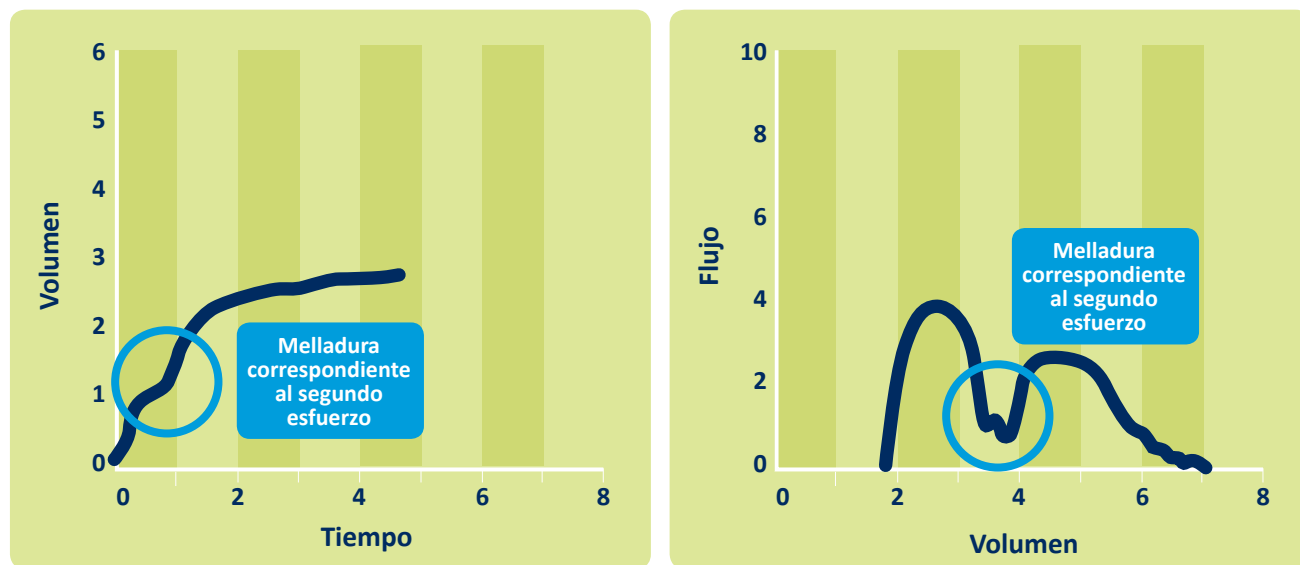 6
5
4
3
2
1
0
Volumen
Melladura
correspondiente
al segundo
esfuerzo
0 2 4 6 8
Tiempo
10
8
6
4
2
0
Flujo
Melladura
correspondiente
al segundo
esfuerzo
0 2 4 6 8
Volumen